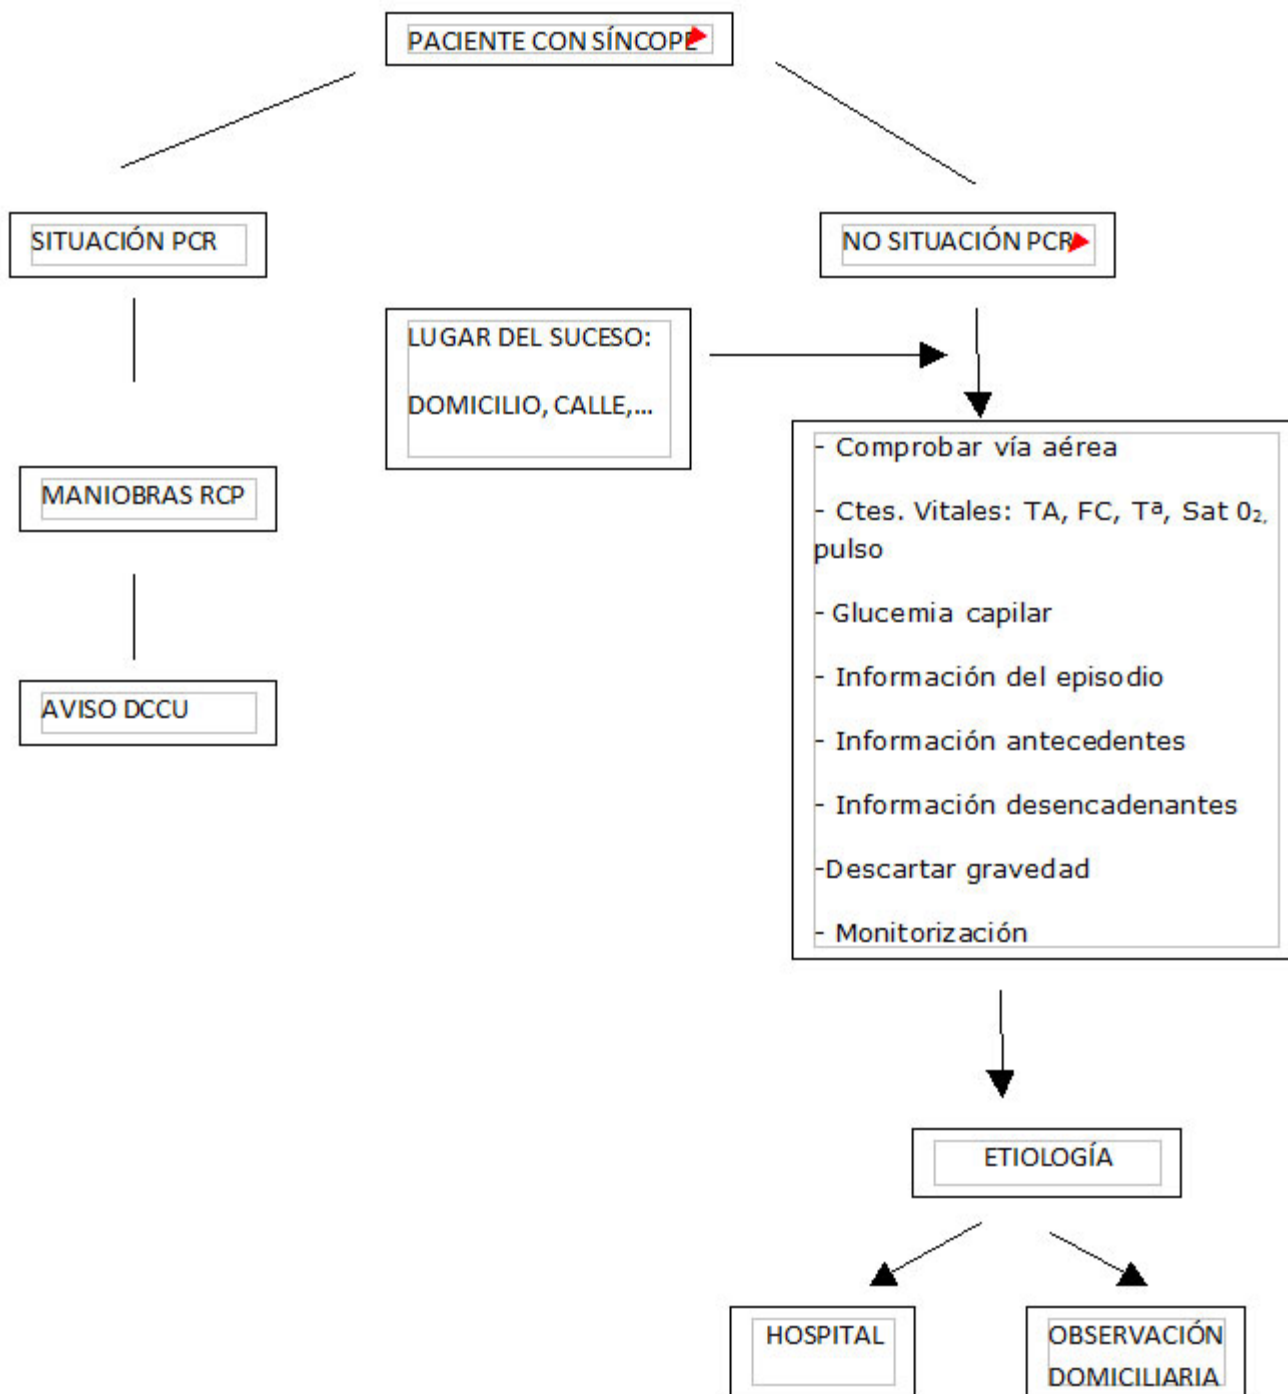 PACIENTE CON SÍNCOPE
SITUACIÓN PCR
NO SITUACIÓN PCR
LUGAR DEL SUCESO:
DOMICILIO, CALLE,...
MANIOBRAS RCP
AVISO DCCU
- Comprobar vía aérea
- Ctes. Vitales: TA, FC, Tª, Sat 0₂,
pulso
- Glucemia capilar
- Información del episodio
- Información antecedentes
- Información desencadenantes
-Descartar gravedad
- Monitorización
ETIOLOGÍA
HOSPITAL
OBSERVACIÓN
DOMICILIARIA